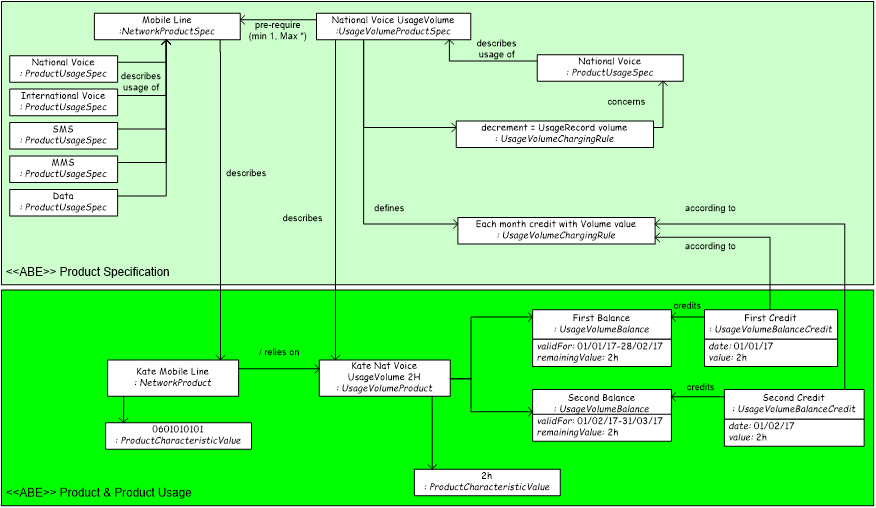 Mobile Line
:NetworkProductSpec
pre-require
(min 1, Max *)
National Voice UsageVolume
:UsageVolumeProductSpec
National Voice
: ProductUsageSpec
describes
usage of
International Voice
: ProductUsageSpec
SMS
: ProductUsageSpec
MMS
: ProductUsageSpec
Data
: ProductUsageSpec
describes
usage of
National Voice
: ProductUsageSpec
concerns
decrement = UsageRecord volume
: UsageVolumeChargingRule
describes
describes
defines
Each month credit with Volume value
: UsageVolumeChargingRule
according to
according to
<<ABE>> Product Specification
Kate Mobile Line
: NetworkProduct
/ relies on
Kate Nat Voice
UsageVolume 2H
: UsageVolumeProduct
First Balance
: UsageVolumeBalance
validFor: 01/01/17-28/02/17
remainingValue: 2h
credits
First Credit
: UsageVolumeBalanceCredit
date: 01/01/17
value: 2h
Second Balance
: UsageVolumeBalance
validFor: 01/02/17-31/03/17
remainingValue: 2h
credits
Second Credit
: UsageVolumeBalanceCredit
date: 01/02/17
value: 2h
0601010101
: ProductCharacteristicValue
2h
: ProductCharacteristicValue
<<ABE>> Product & Product Usage